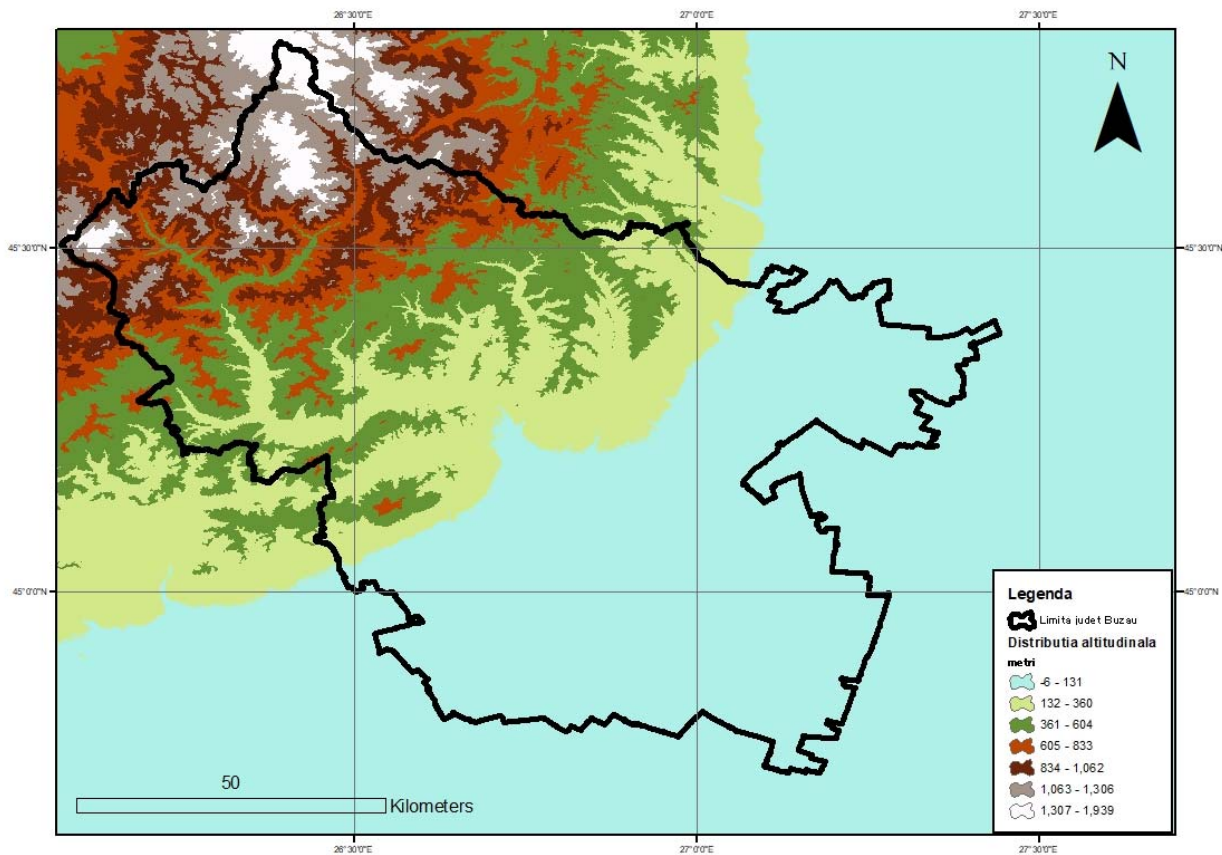 26°30'0"E 27°0'0"E 27°30'0"E
N
45°30'0"N 45°30'0"N
45°0'0"N 45°0'0"N
Legenda
Limita judet Buzau
Distributia altitudinala
metri
-6 - 131
132 - 360
361 - 604
605 - 833
834 - 1,062
1,063 - 1,306
1,307 - 1,939
50
Kilometers
26°30'0"E 27°0'0"E 27°30'0"E